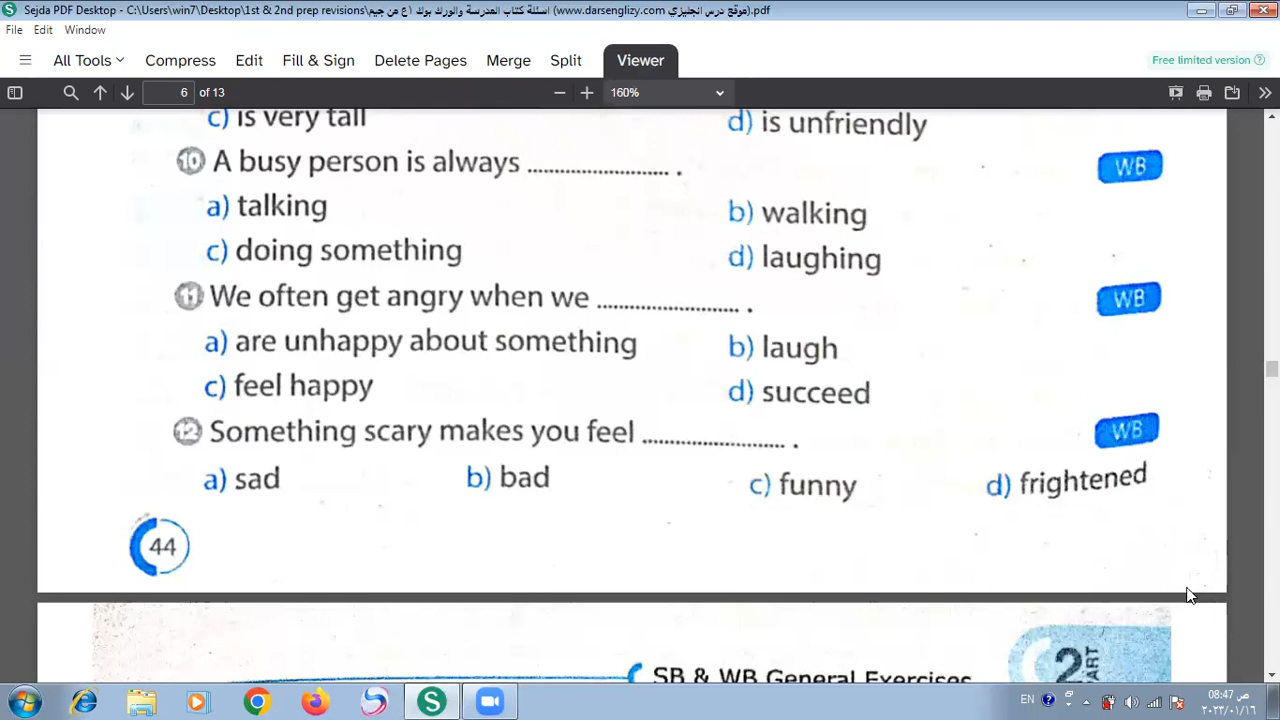 Sejda PDF Desktop - C:\Users\win7\Desktop\1st & 2nd prep revisions\اسئلة كتاب المدرسة والورك بوك (ع من جيم (www.darsenglizy.com موقع درس انجليزي).pdf
File Edit Window
All Tools Compress Edit Fill & Sign Delete Pages Merge Split Viewer Free limited version
6 of 13 160%
c) is very tall d) is unfriendly
10 A busy person is always ........................... . WB
a) talking b) walking
c) doing something d) laughing
11 We often get angry when we ........................... . WB
a) are unhappy about something b) laugh
c) feel happy d) succeed
12 Something scary makes you feel ........................... . WB
a) sad b) bad c) funny d) frightened
44
SB & WB General Exercises
2
PART
EN 08:47 ص
٢٠٢٣/٠١/١٦